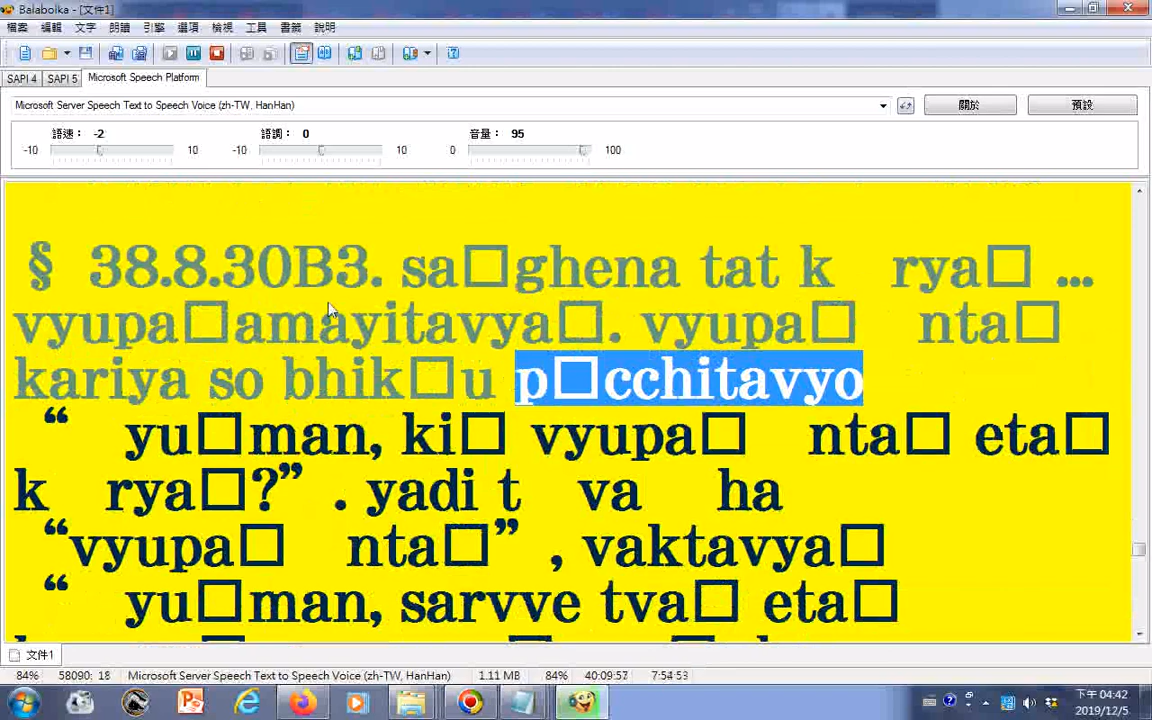 Balabolka - [文件1]
檔案 編輯 文字 朗讀 引擎 選項 檢視 工具 書籤 說明
SAPI 4 SAPI 5 Microsoft Speech Platform
Microsoft Server Speech Text to Speech Voice (zh-TW, HanHan) 關於 預設
語速： -2 語調： 0 音量： 95
-10 10 -10 10 0 100
§ 38.8.30B3. sa□ghena tat k rya□ ...
vyupa□amayitavya□. vyupa□ nta□
kariya so bhik□u p□cchitavyo
“ yu□man, ki□ vyupa□ nta□ eta□
k rya□?” . yadi t va ha
“vyupa□ nta□” , vaktavya□
“ yu□man, sarvve tva□ eta□
文件1
84% 58090: 18 Microsoft Server Speech Text to Speech Voice (zh-TW, HanHan) 1.11 MB 84% 40:09:57 7:54:53
下午 04:42
2019/12/5